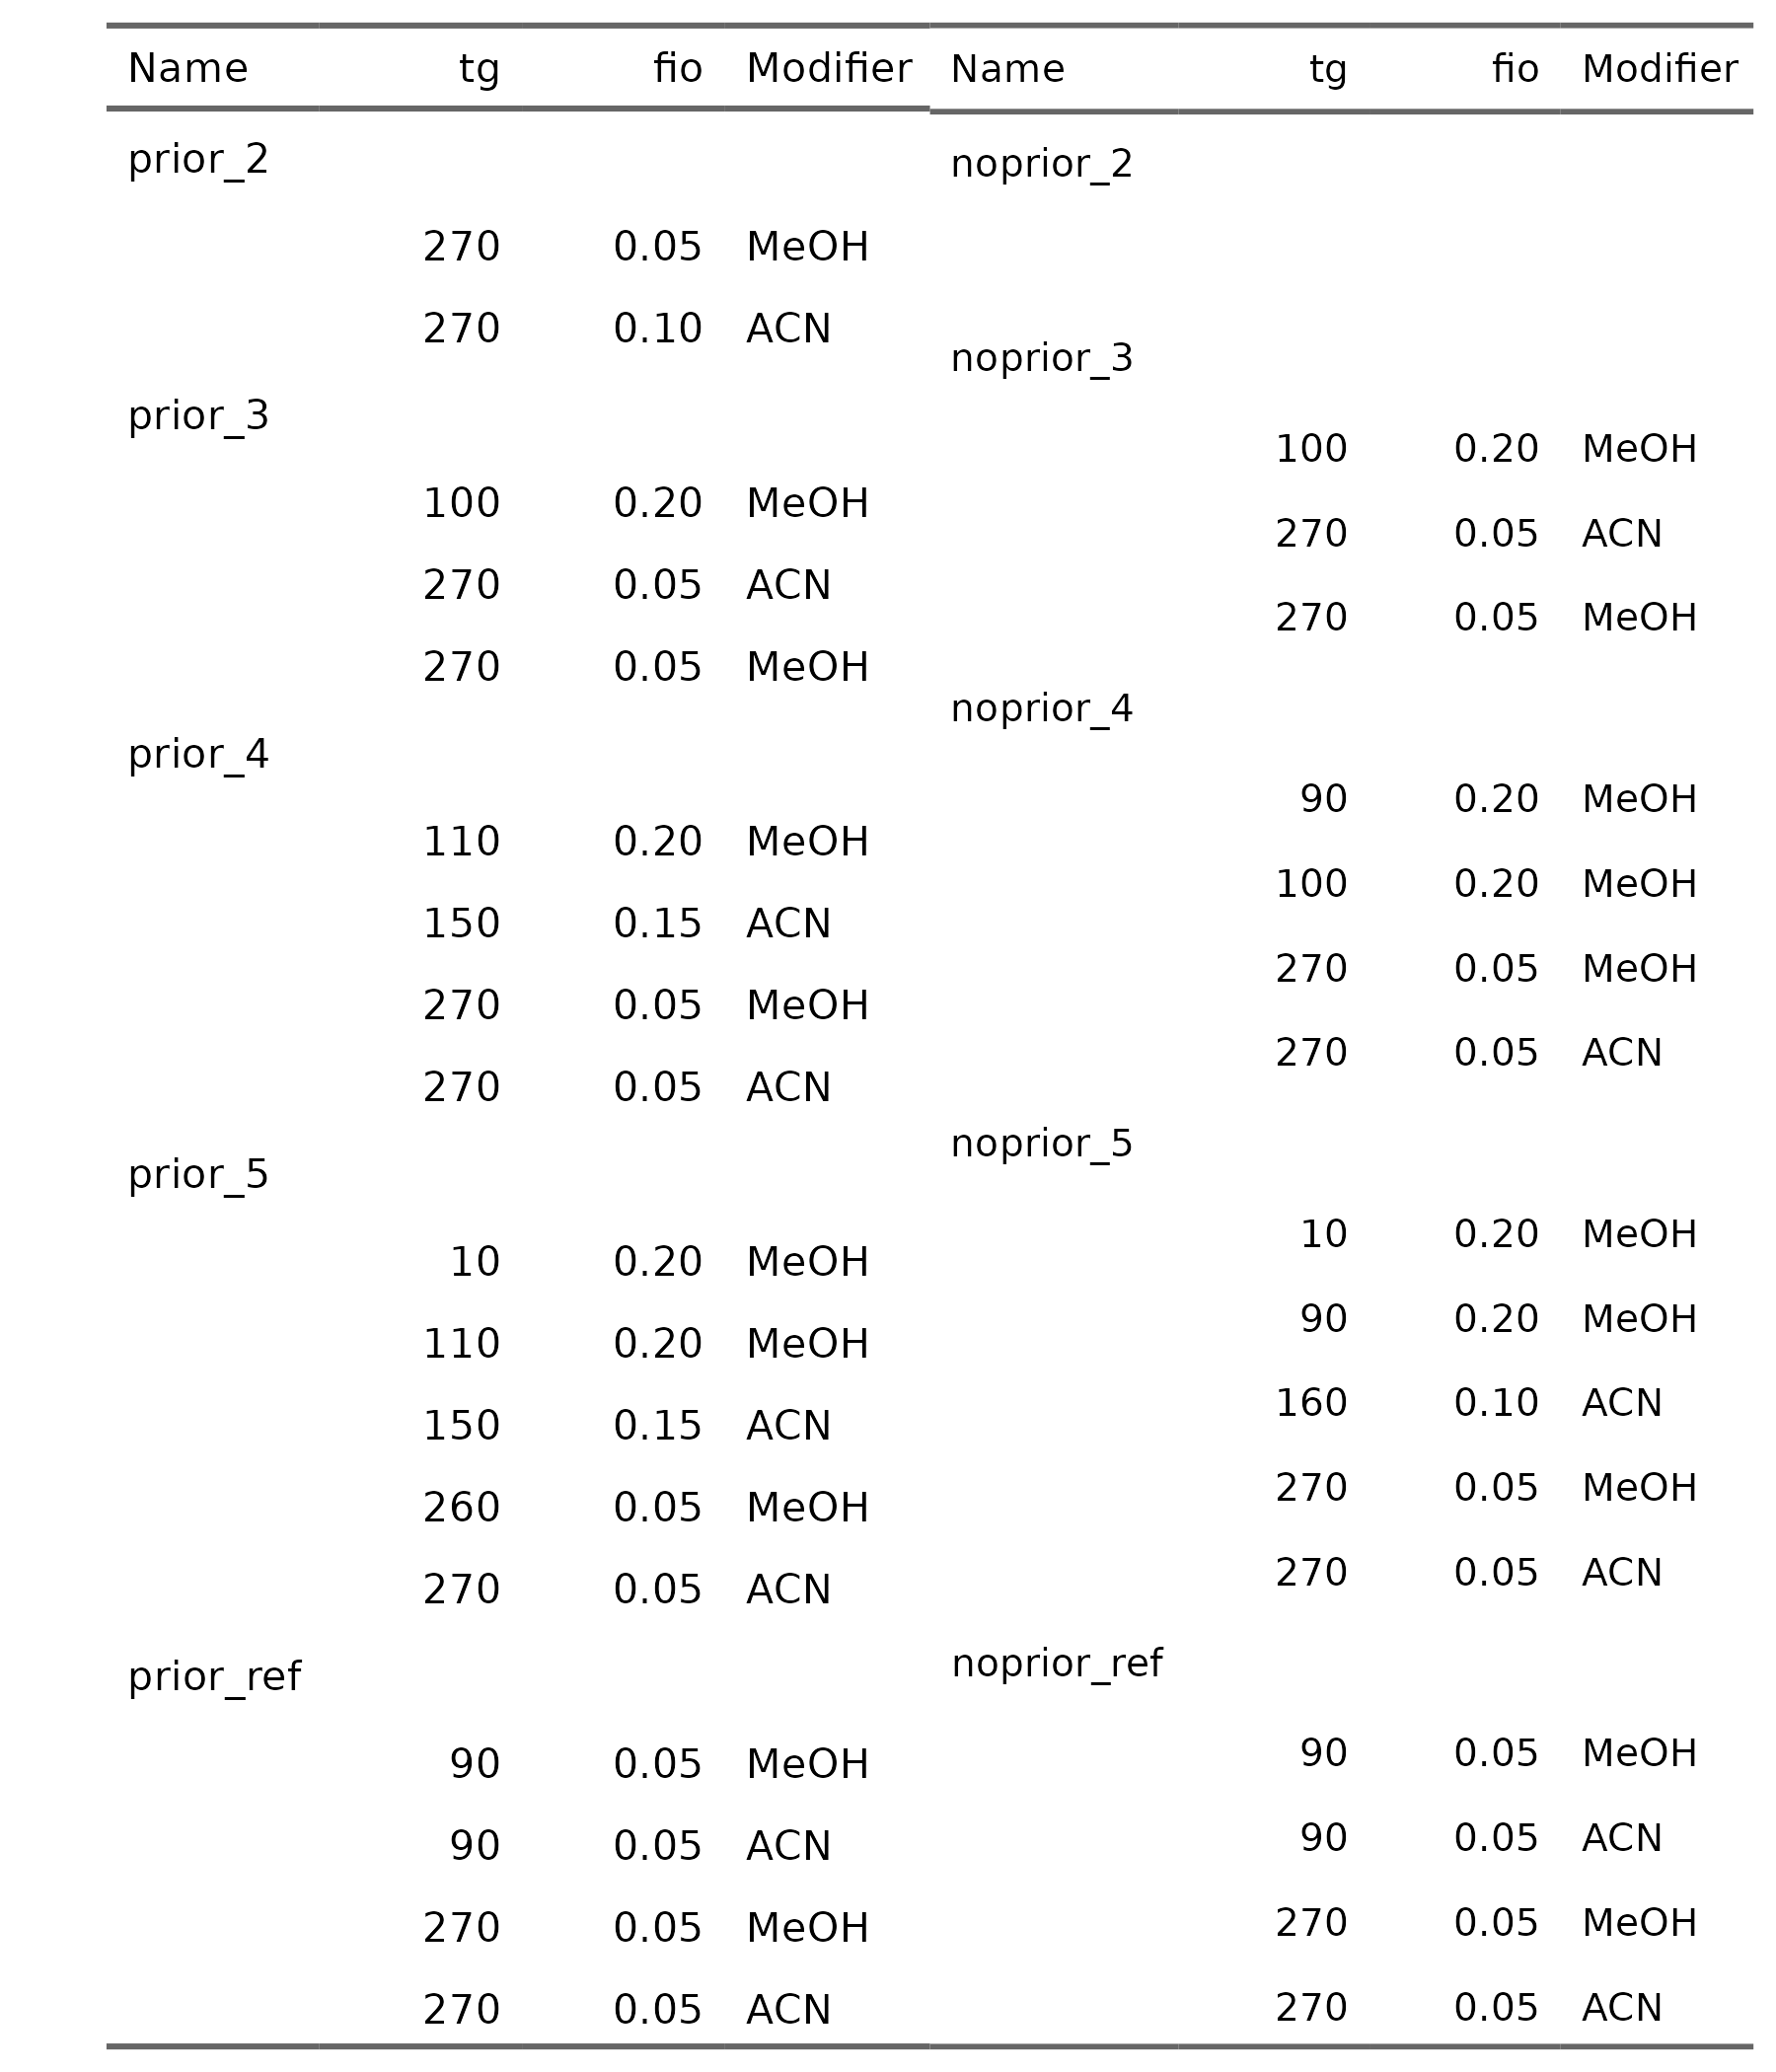 Name tg fio Modifier
prior_2
270 0.05 MeOH
270 0.10 ACN
prior_3
100 0.20 MeOH
270 0.05 ACN
270 0.05 MeOH
prior_4
110 0.20 MeOH
150 0.15 ACN
270 0.05 MeOH
270 0.05 ACN
prior_5
10 0.20 MeOH
110 0.20 MeOH
150 0.15 ACN
260 0.05 MeOH
270 0.05 ACN
prior_ref
90 0.05 MeOH
90 0.05 ACN
270 0.05 MeOH
270 0.05 ACN
Name tg fio Modifier
noprior_2
noprior_3
100 0.20 MeOH
270 0.05 ACN
270 0.05 MeOH
noprior_4
90 0.20 MeOH
100 0.20 MeOH
270 0.05 MeOH
270 0.05 ACN
noprior_5
10 0.20 MeOH
90 0.20 MeOH
160 0.10 ACN
270 0.05 MeOH
270 0.05 ACN
noprior_ref
90 0.05 MeOH
90 0.05 ACN
270 0.05 MeOH
270 0.05 ACN